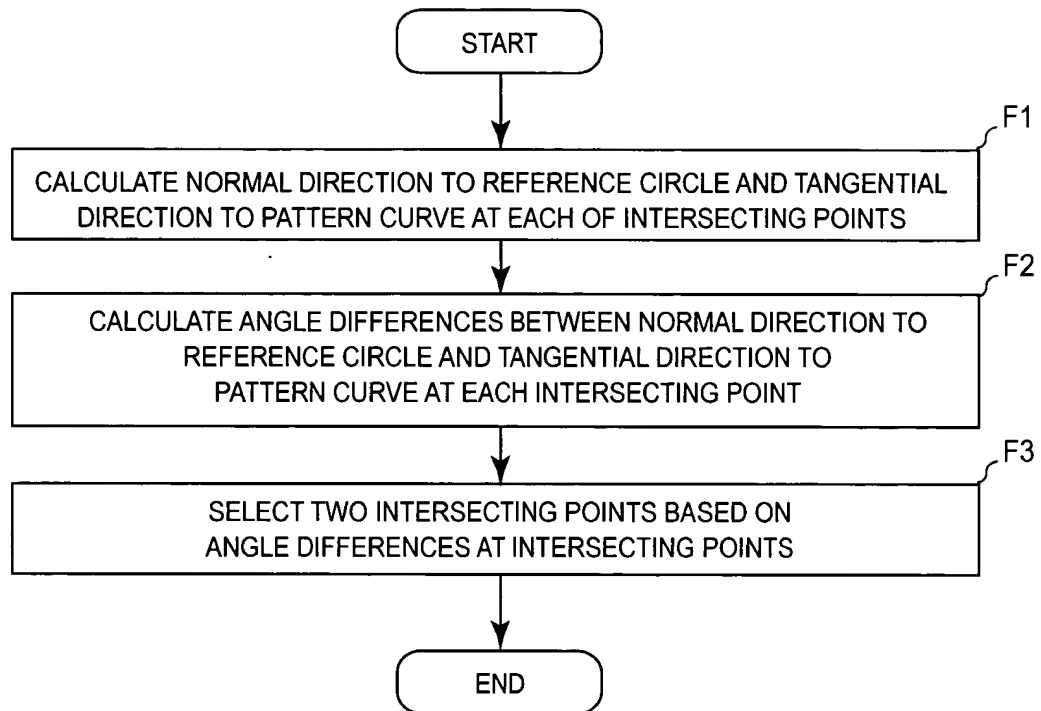 START
F1
CALCULATE NORMAL DIRECTION TO REFERENCE CIRCLE AND TANGENTIAL
DIRECTION TO PATTERN CURVE AT EACH OF INTERSECTING POINTS
F2
CALCULATE ANGLE DIFFERENCES BETWEEN NORMAL DIRECTION TO
REFERENCE CIRCLE AND TANGENTIAL DIRECTION TO
PATTERN CURVE AT EACH INTERSECTING POINT
F3
SELECT TWO INTERSECTING POINTS BASED ON
ANGLE DIFFERENCES AT INTERSECTING POINTS
END